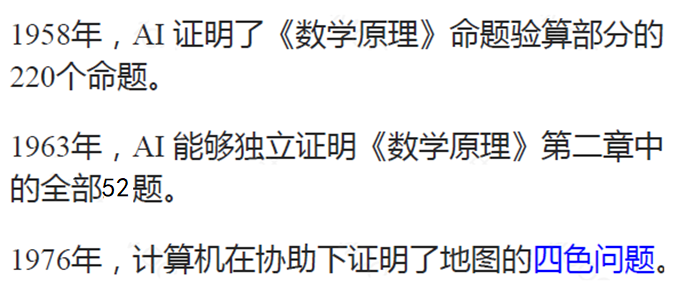 1958年，AI 证明了《数学原理》命题验算部分的
220个命题。
1963年，AI 能够独立证明《数学原理》第二章中
的全部52题。
1976年，计算机在协助下证明了地图的四色问题。